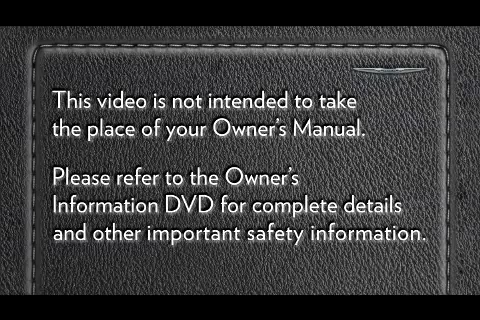 This video is not intended to take
the place of your Owner's Manual.
Please refer to the Owner's
Information DVD for complete details
and other important safety information.